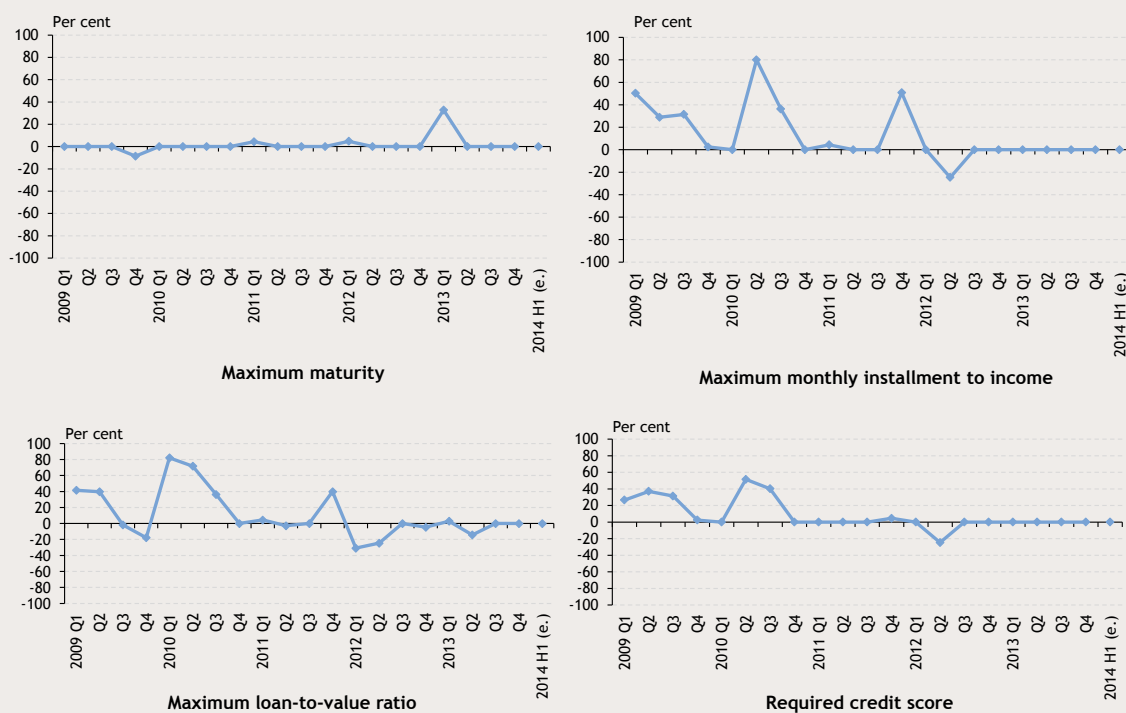 Per cent
100
80
60
40
20
0
-20
-40
-60
-80
-100
2009 Q1
Q2
Q3
Q4
2010 Q1
Q2
Q3
Q4
2011 Q1
Q2
Q3
Q4
2012 Q1
Q2
Q3
Q4
2013 Q1
Q2
Q3
Q4
2014 H1 (e.)
Maximum maturity
Per cent
100
80
60
40
20
0
-20
-40
-60
-80
-100
2009 Q1
Q2
Q3
Q4
2010 Q1
Q2
Q3
Q4
2011 Q1
Q2
Q3
Q4
2012 Q1
Q2
Q3
Q4
2013 Q1
Q2
Q3
Q4
2014 H1 (e.)
Maximum monthly installment to income
Per cent
100
80
60
40
20
0
-20
-40
-60
-80
-100
2009 Q1
Q2
Q3
Q4
2010 Q1
Q2
Q3
Q4
2011 Q1
Q2
Q3
Q4
2012 Q1
Q2
Q3
Q4
2013 Q1
Q2
Q3
Q4
2014 H1 (e.)
Maximum loan-to-value ratio
Per cent
100
80
60
40
20
0
-20
-40
-60
-80
-100
2009 Q1
Q2
Q3
Q4
2010 Q1
Q2
Q3
Q4
2011 Q1
Q2
Q3
Q4
2012 Q1
Q2
Q3
Q4
2013 Q1
Q2
Q3
Q4
2014 H1 (e.)
Required credit score